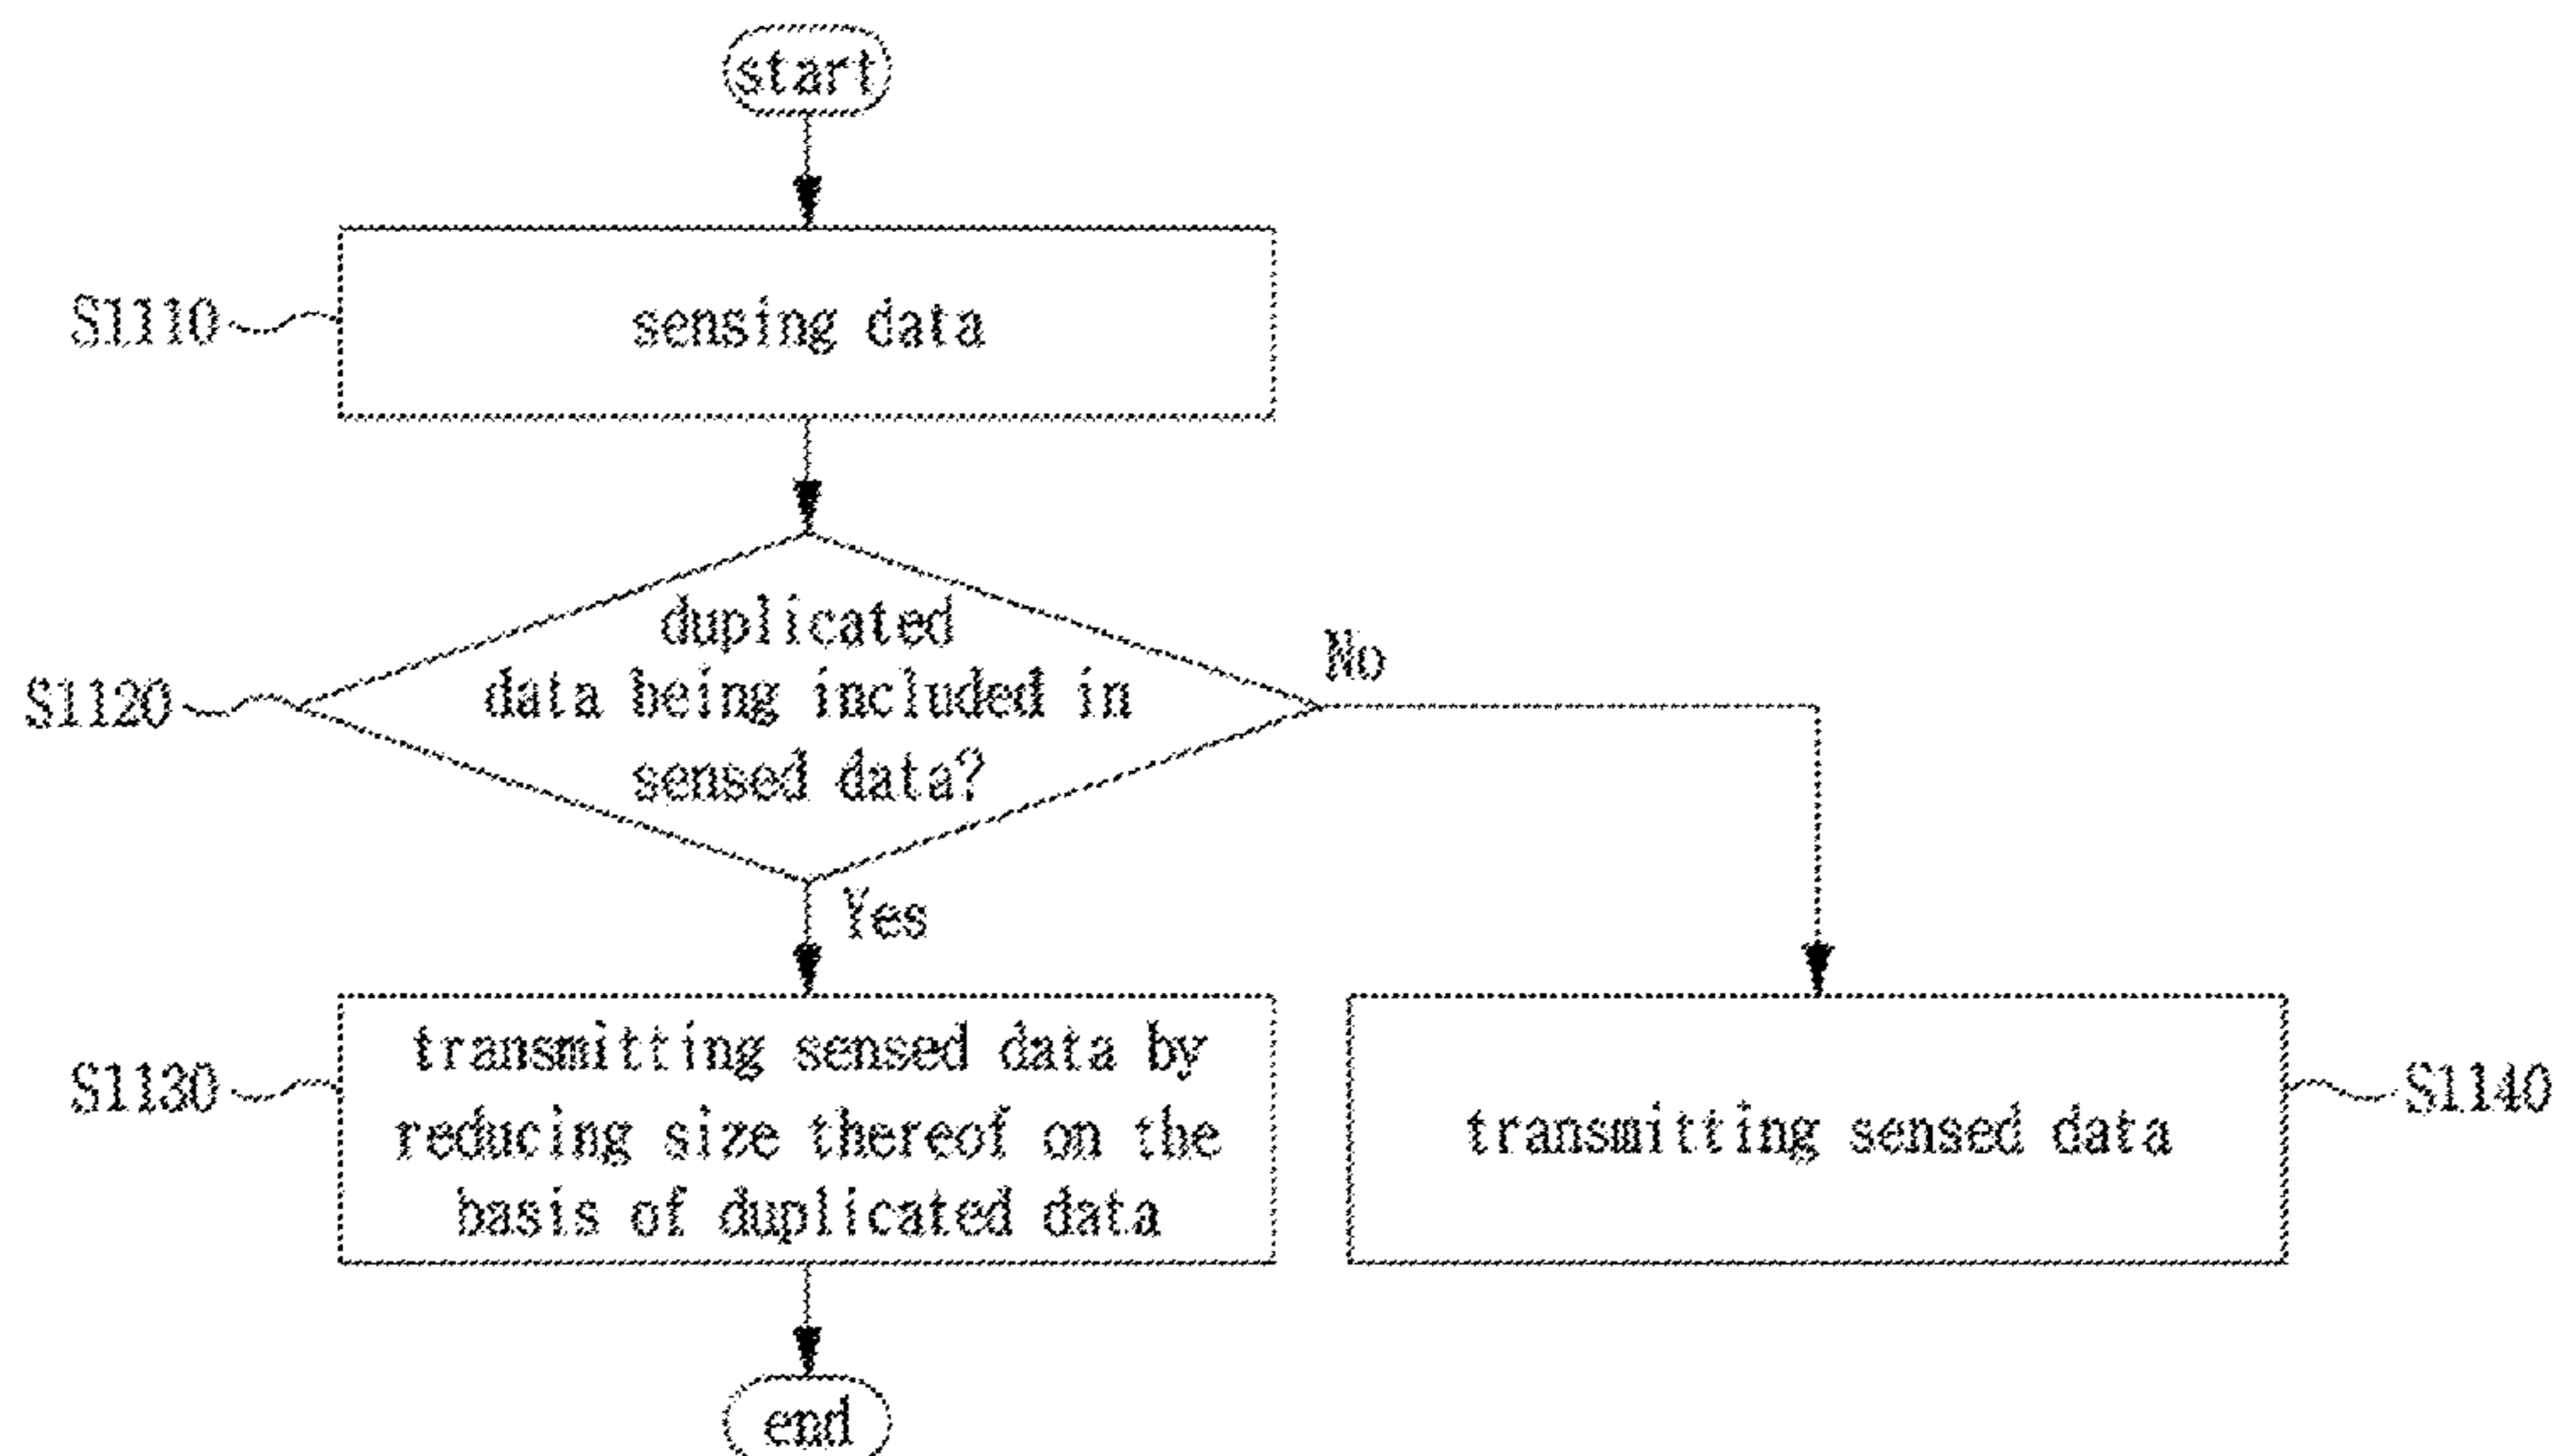 start
S1110
sensing data
duplicated
data being included in
sensed data?
S1120
No
Yes
transmitting sensed data by
reducing size thereof on the
basis of duplicated data
S1130
transmitting sensed data
S1140
end